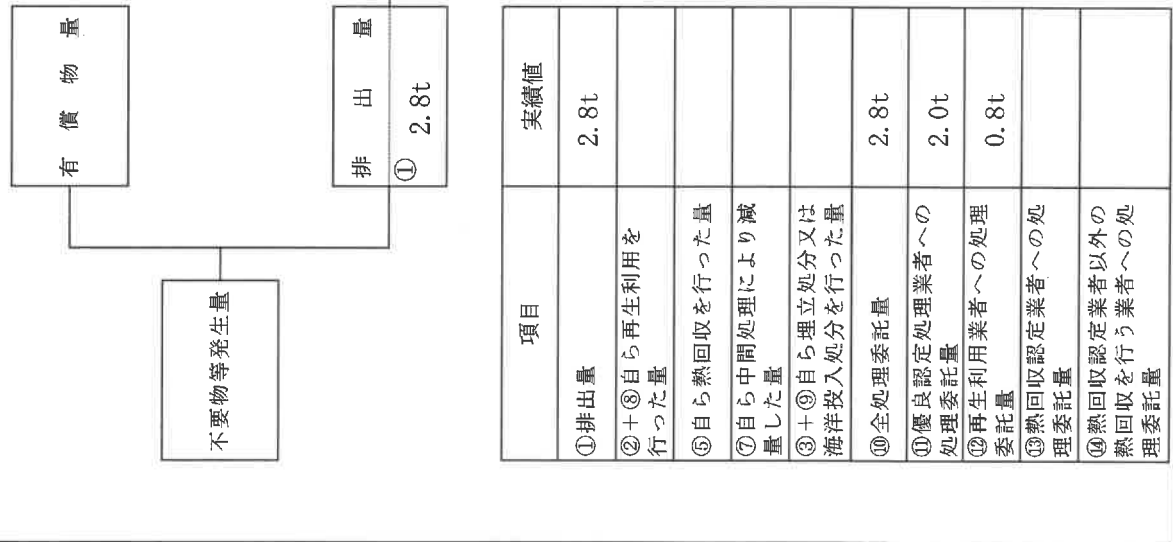 有償物量
不要物等発生量
排出量
① 2.8t
項目 実績値
①排出量 2.8t
②+⑧自ら再生利用を
行った量
⑤自ら熱回収を行った量
⑦自ら中間処理により減
量した量
③+⑨自ら埋立処分又は
海洋投入処分を行った量
⑩全処理委託量 2.8t
⑪優良認定処理業者への
処理委託量 2.0t
⑫再生利用業者への処理
委託量 0.8t
⑬熱回収認定業者への処
理委託量
⑭熱回収認定業者以外の
熱回収を行う業者への処
理委託量